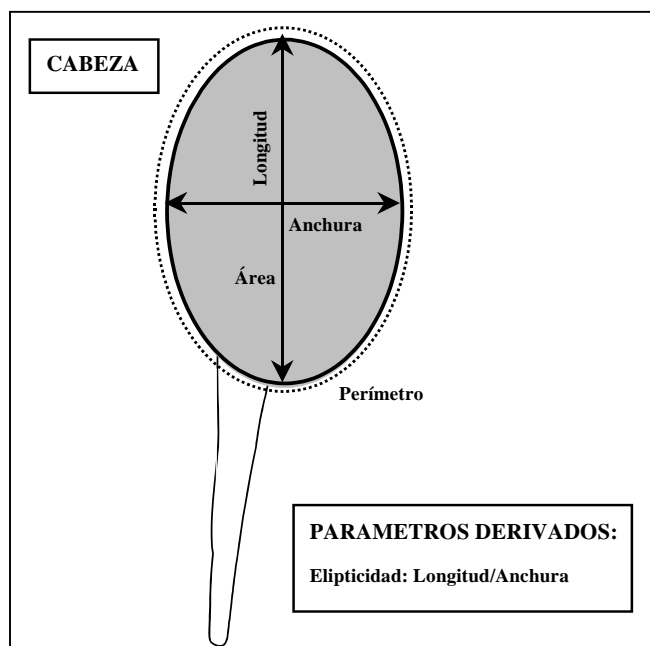 CABEZA
Longitud
Anchura
Área
Perímetro
PARAMETROS DERIVADOS:
Elipticidad: Longitud/Anchura